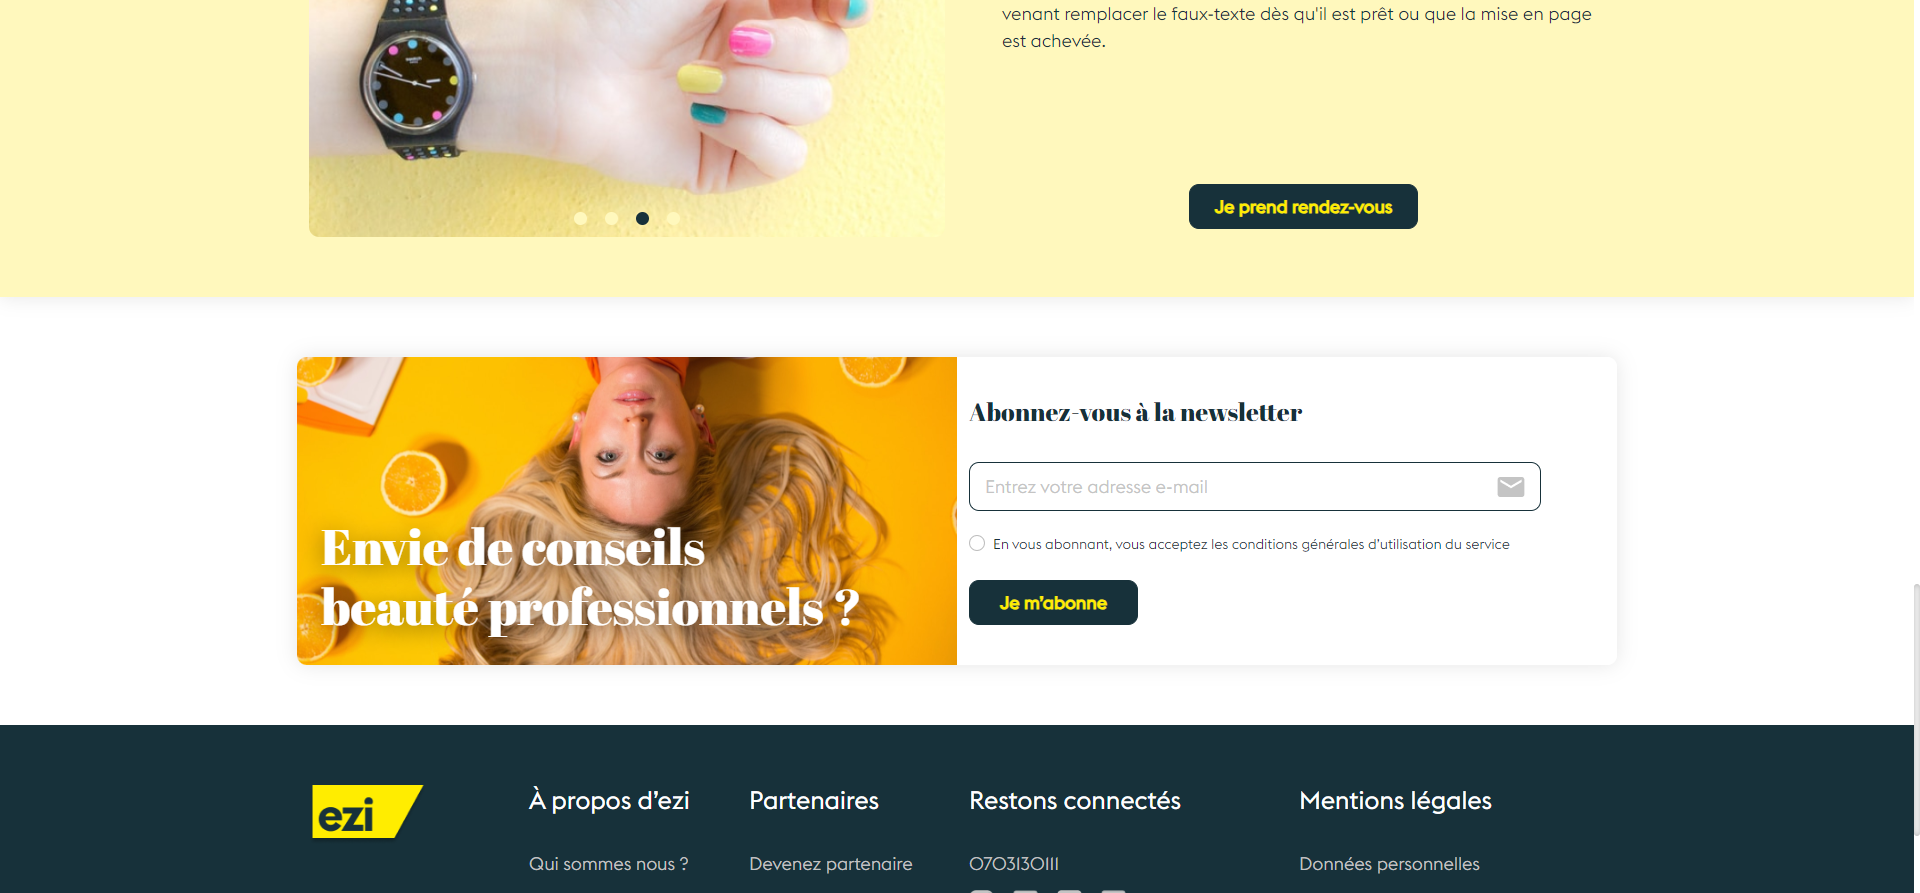 venant remplacer le faux-texte dès qu'il est prêt ou que la mise en page
est achevée.
Je prend rendez-vous
Envie de conseils
beauté professionnels ?
Abonnez-vous à la newsletter
Entrez votre adresse e-mail
En vous abonnant, vous acceptez les conditions générales d'utilisation du service
Je m'abonne
ezi
À propos d'ezi
Partenaires
Restons connectés
Mentions légales
Qui sommes nous ?
Devenez partenaire
0703130111
Données personnelles